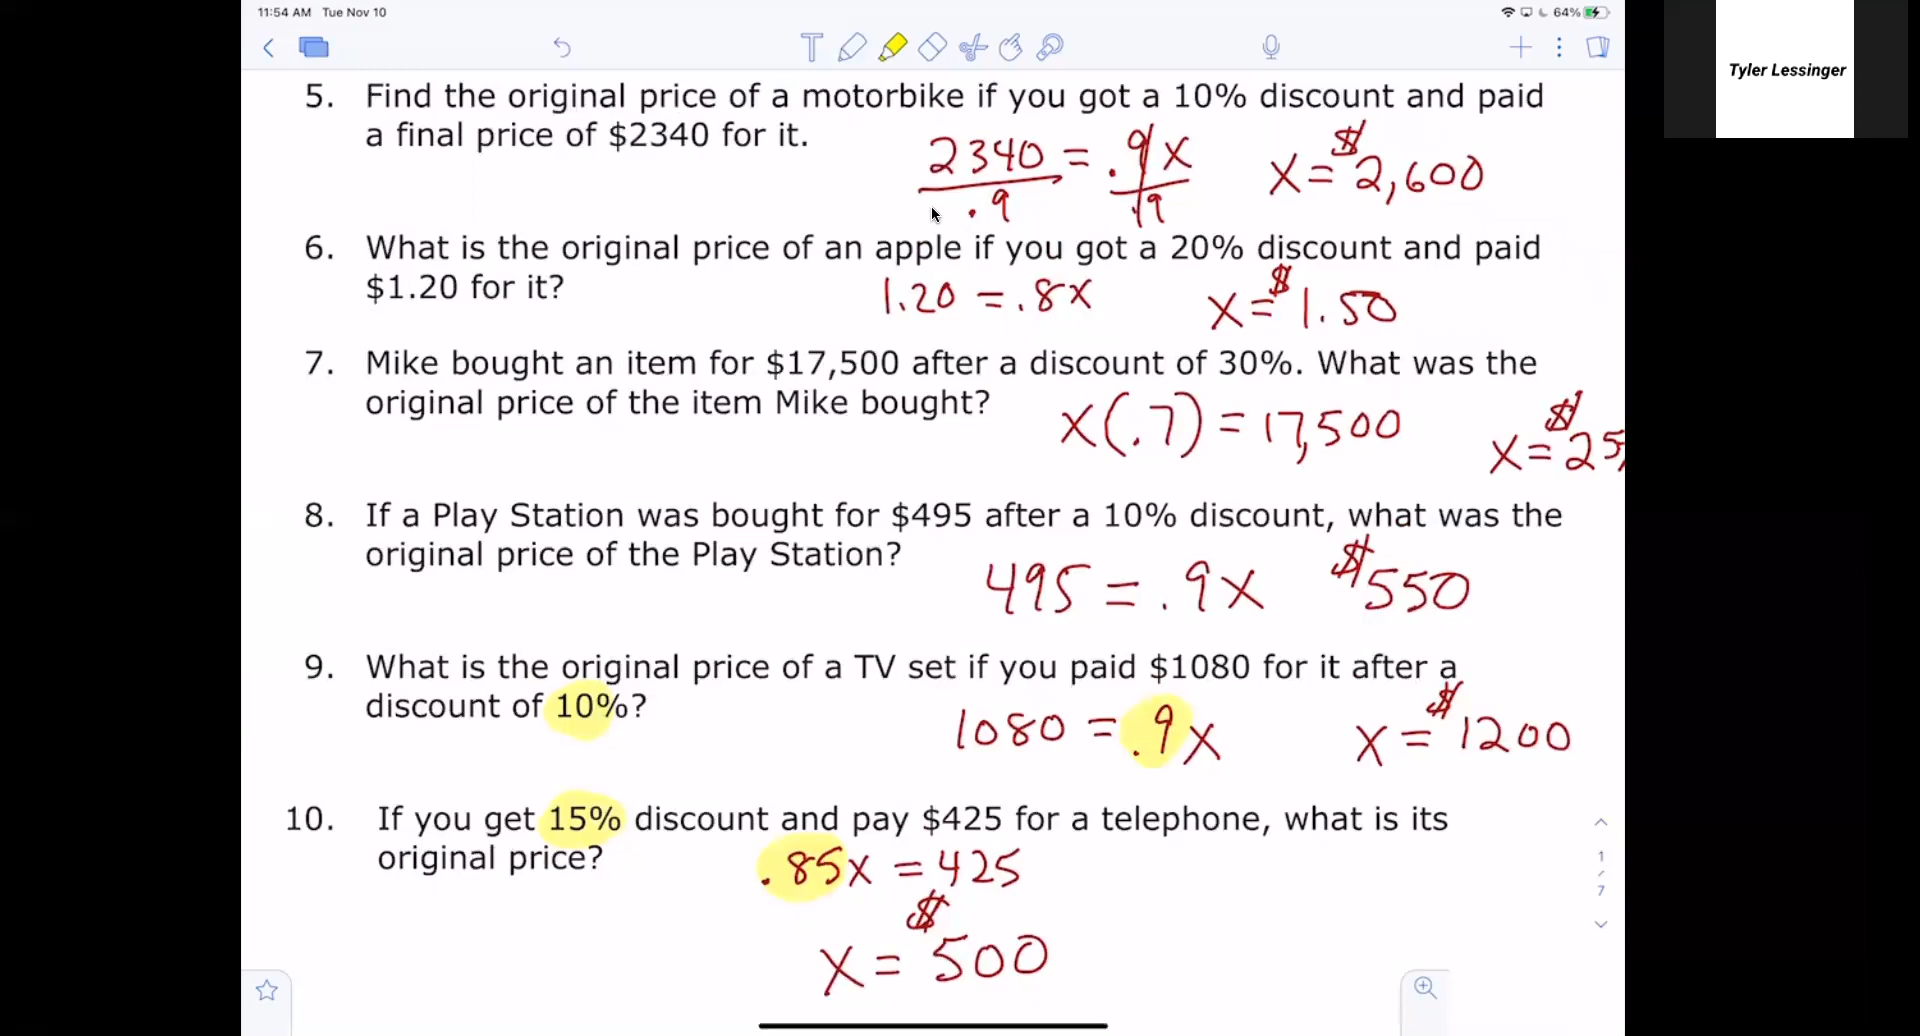 11:54 AM Tue Nov 10
64%
Tyler Lessinger
5. Find the original price of a motorbike if you got a 10% discount and paid
a final price of $2340 for it.
2340 = .9x
.9 .9
x = $2,600
6. What is the original price of an apple if you got a 20% discount and paid
$1.20 for it?
1.20 = .8x
x = $1.50
7. Mike bought an item for $17,500 after a discount of 30%. What was the
original price of the item Mike bought?
x(.7) = 17,500
x = $25,
8. If a Play Station was bought for $495 after a 10% discount, what was the
original price of the Play Station?
495 = .9x
$550
9. What is the original price of a TV set if you paid $1080 for it after a
discount of 10%?
1080 = .9x
x = $1200
10. If you get 15% discount and pay $425 for a telephone, what is its
original price?
.85x = 425
x = $500
1
/
7